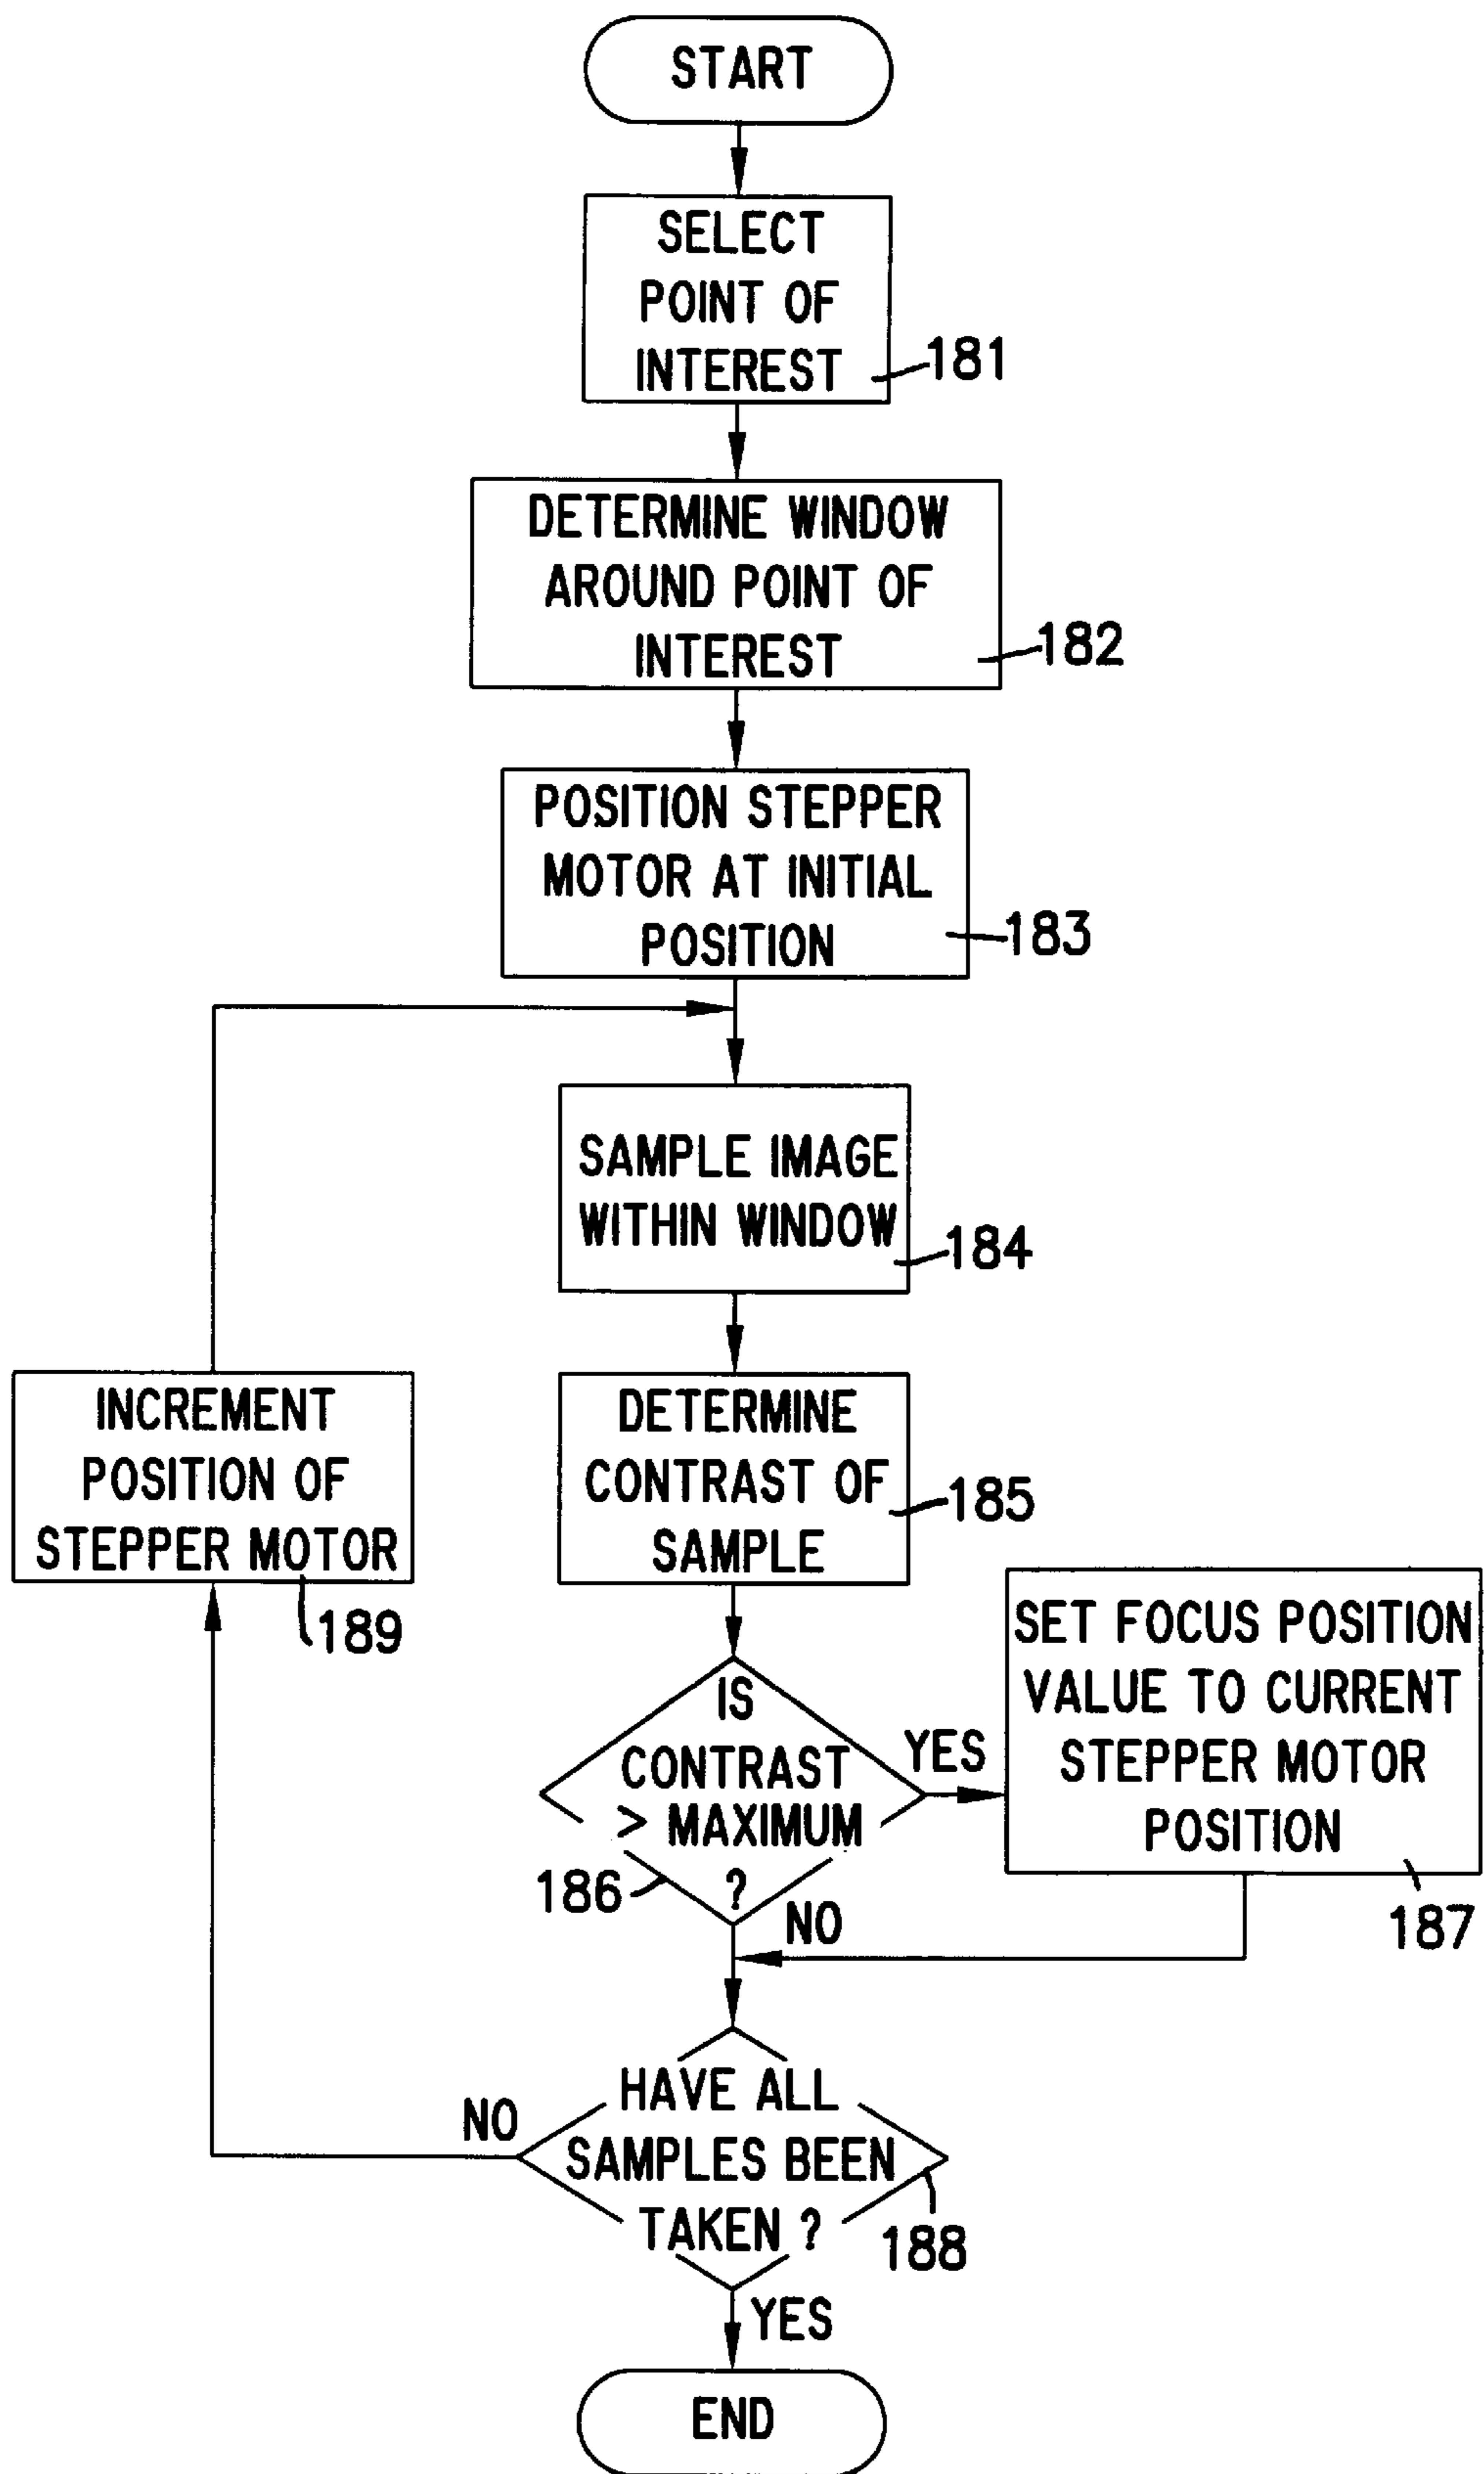 START
SELECT
POINT OF
INTEREST
181
DETERMINE WINDOW
AROUND POINT OF
INTEREST
182
POSITION STEPPER
MOTOR AT INITIAL
POSITION
183
SAMPLE IMAGE
WITHIN WINDOW
184
DETERMINE
CONTRAST OF
SAMPLE
185
INCREMENT
POSITION OF
STEPPER MOTOR
189
IS
CONTRAST
> MAXIMUM
?
186
YES
SET FOCUS POSITION
VALUE TO CURRENT
STEPPER MOTOR
POSITION
187
NO
HAVE ALL
SAMPLES BEEN
TAKEN ?
188
NO
YES
END